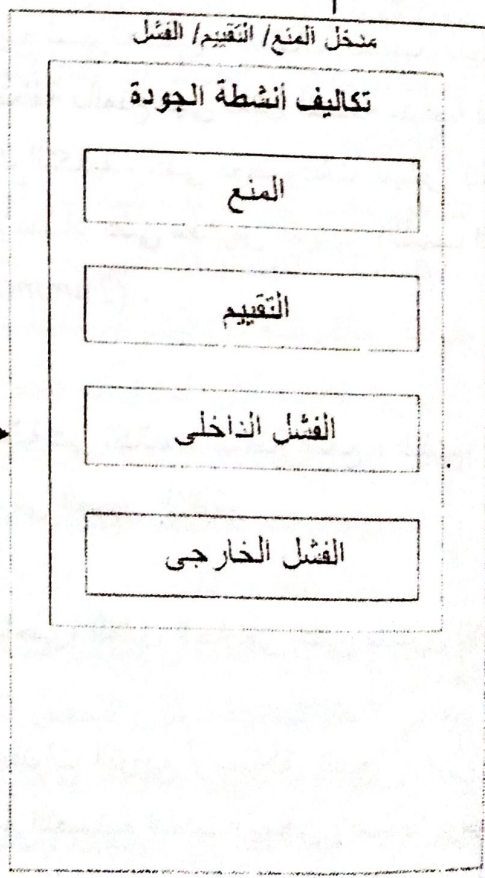 مدخل المنع/ التقييم/ الفشل
تكاليف أنشطة الجودة
المنع
التقييم
الفشل الداخلى
الفشل الخارجى